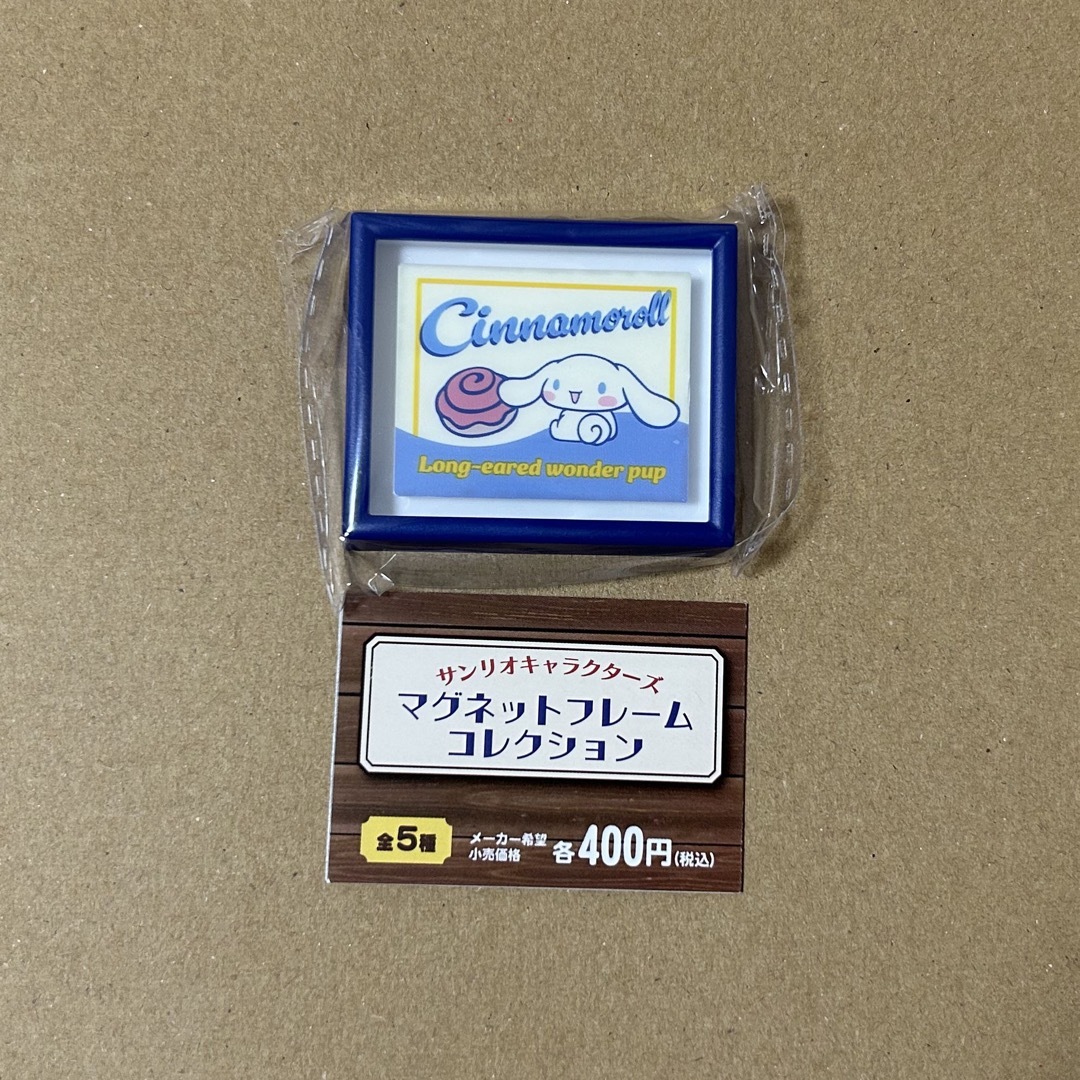 Cinnamoroll
Long-eared wonder pup
サンリオキャラクターズ
マグネットフレーム
コレクション
全5種
メーカー希望
小売価格
各400円(税込)